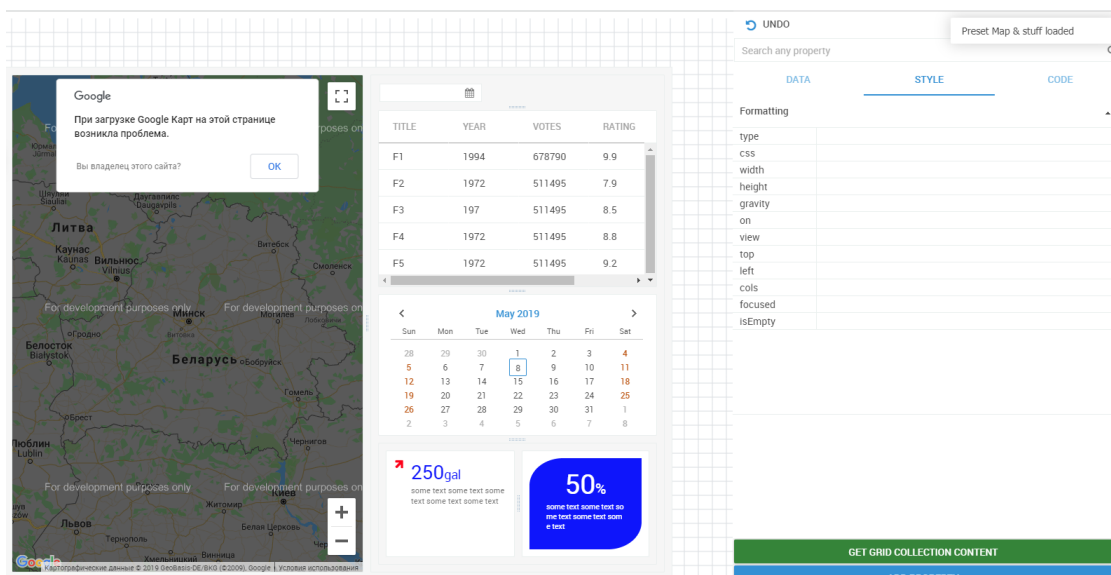 UNDO
Preset Map & stuff loaded
Search any property
DATA STYLE CODE
Formatting
type
css
width
height
gravity
on
view
top
left
cols
focused
isEmpty
GET GRID COLLECTION CONTENT
Google
При загрузке Google Карт на этой странице
возникла проблема.
Вы владелец этого сайта?
OK
Daugavpils
Siauliai
Литва
Каунас
Kaunas
Вильнюс
Vilnius
Витебск
Смоленск
For development purposes only
For development purposes on
Минск
Могилев
Гродно
Белосток
Białystok
Беларусь
Бобруйск
Гомель
Брест
Люблин
Lublin
Чернигов
For development purposes only
For development purposes on
Киев
Житомир
Львов
Белая Церковь
Тернополь
Хмельницкий
Винница
Google
Картографические данные © 2019 GeoBasis-DE/BKG (©2009), Google
Условия использования
TITLE YEAR VOTES RATING
F1 1994 678790 9.9
F2 1972 511495 7.9
F3 197 511495 8.5
F4 1972 511495 8.8
F5 1972 511495 9.2
May 2019
Sun Mon Tue Wed Thu Fri Sat
28 29 30 1 2 3 4
5 6 7 8 9 10 11
12 13 14 15 16 17 18
19 20 21 22 23 24 25
26 27 28 29 30 31 1
2 3 4 5 6 7 8
250gal
some text some text some
text some text some text
50%
some text some text so
me text some text som
e text